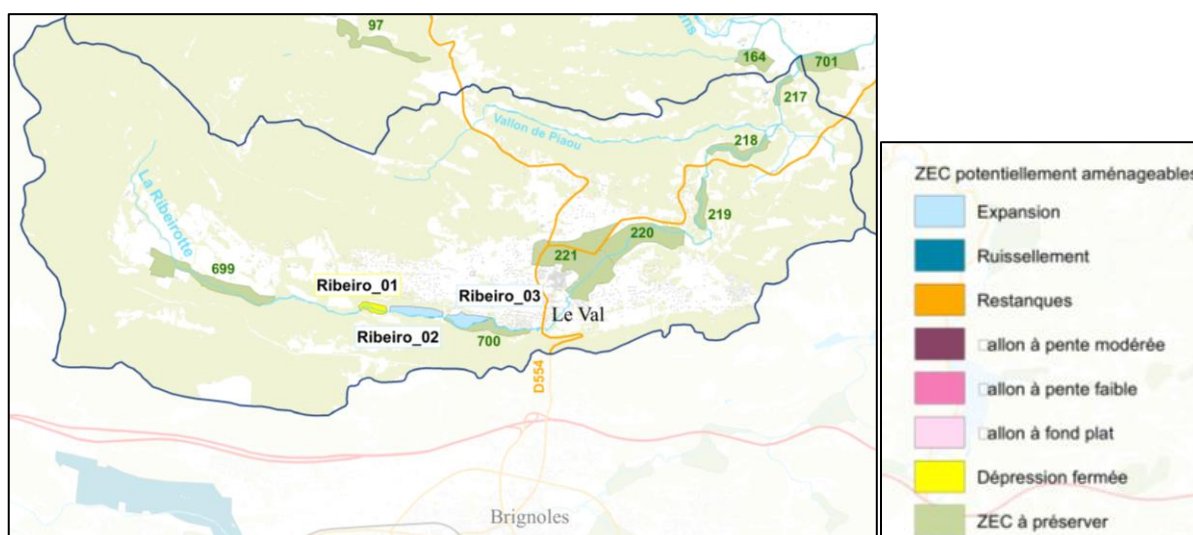 97
164
701
ns
217
Vallon de Piaou
218
La Ribeirotte
219
220
221
699
Ribeiro_01
Ribeiro_03
Le Val
Ribeiro_02
700
D554
Brignoles
ZEC potentiellement aménageables
Expansion
Ruissellement
Restanques
□allon à pente modérée
□allon à pente faible
□allon à fond plat
Dépression fermée
ZEC à préserver